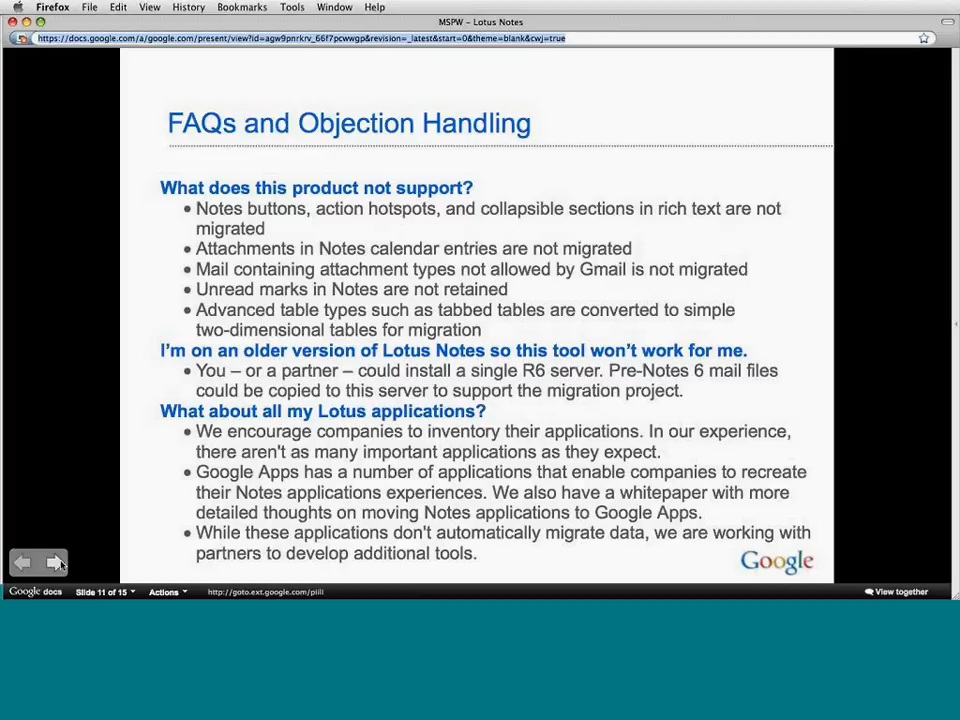 Firefox File Edit View History Bookmarks Tools Window Help
MSPW – Lotus Notes
https://docs.google.com/a/google.com/present/view?id=agw9pnrkrv_66f7pcwwgp&revision=_latest&start=0&theme=blank&cwj=true
FAQs and Objection Handling
What does this product not support?
• Notes buttons, action hotspots, and collapsible sections in rich text are not
migrated
• Attachments in Notes calendar entries are not migrated
• Mail containing attachment types not allowed by Gmail is not migrated
• Unread marks in Notes are not retained
• Advanced table types such as tabbed tables are converted to simple
two-dimensional tables for migration
I'm on an older version of Lotus Notes so this tool won't work for me.
• You – or a partner – could install a single R6 server. Pre-Notes 6 mail files
could be copied to this server to support the migration project.
What about all my Lotus applications?
• We encourage companies to inventory their applications. In our experience,
there aren't as many important applications as they expect.
• Google Apps has a number of applications that enable companies to recreate
their Notes applications experiences. We also have a whitepaper with more
detailed thoughts on moving Notes applications to Google Apps.
• While these applications don't automatically migrate data, we are working with
partners to develop additional tools.
Google
Google docs Slide 11 of 15 Actions http://goto.ext.google.com/piili View together